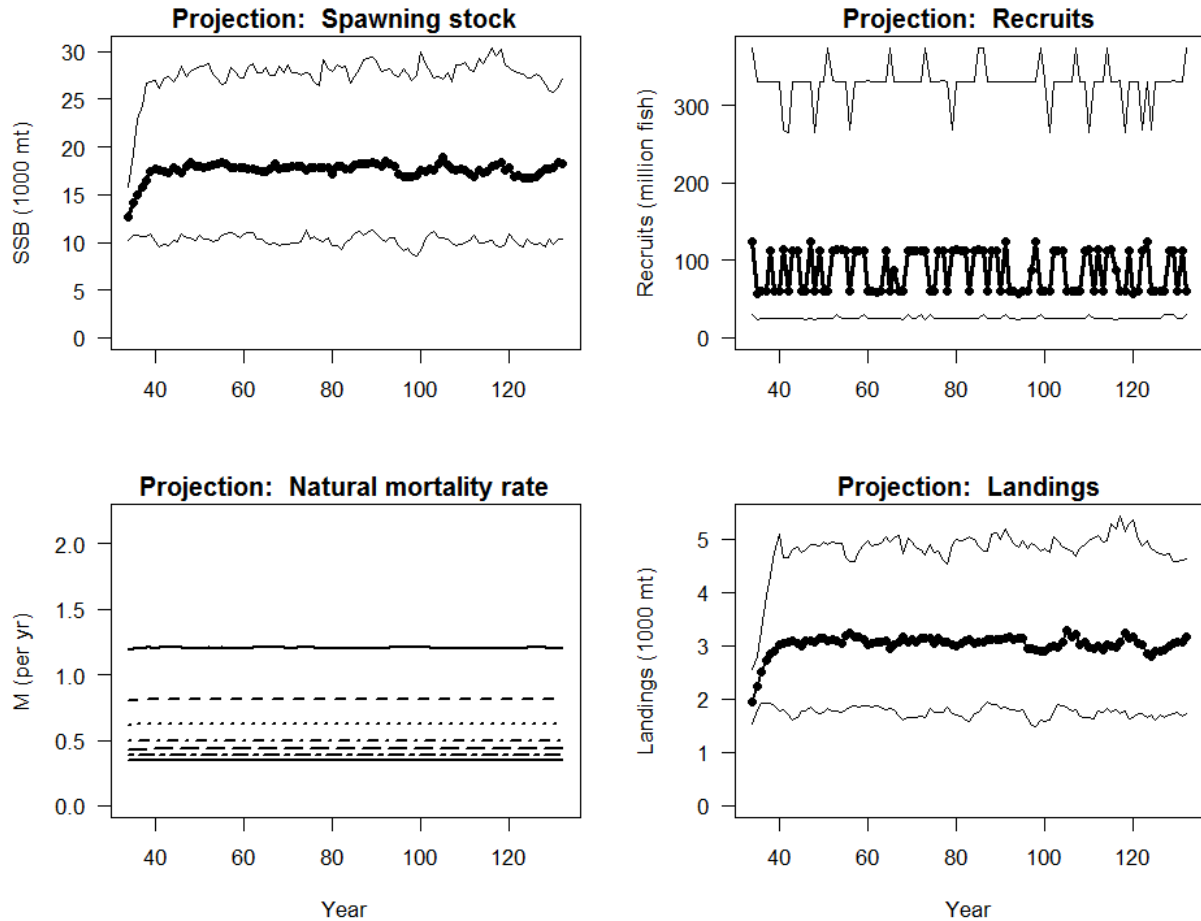 Projection:  Spawning stock
SSB (1000 mt)
30
25
20
15
10
5
0
40 60 80 100 120
Projection:  Recruits
Recruits (million fish)
300
200
100
0
40 60 80 100 120
Projection:  Natural mortality rate
M (per yr)
2.0
1.5
1.0
0.5
0.0
40 60 80 100 120
Year
Projection:  Landings
Landings (1000 mt)
5
4
3
2
1
0
40 60 80 100 120
Year